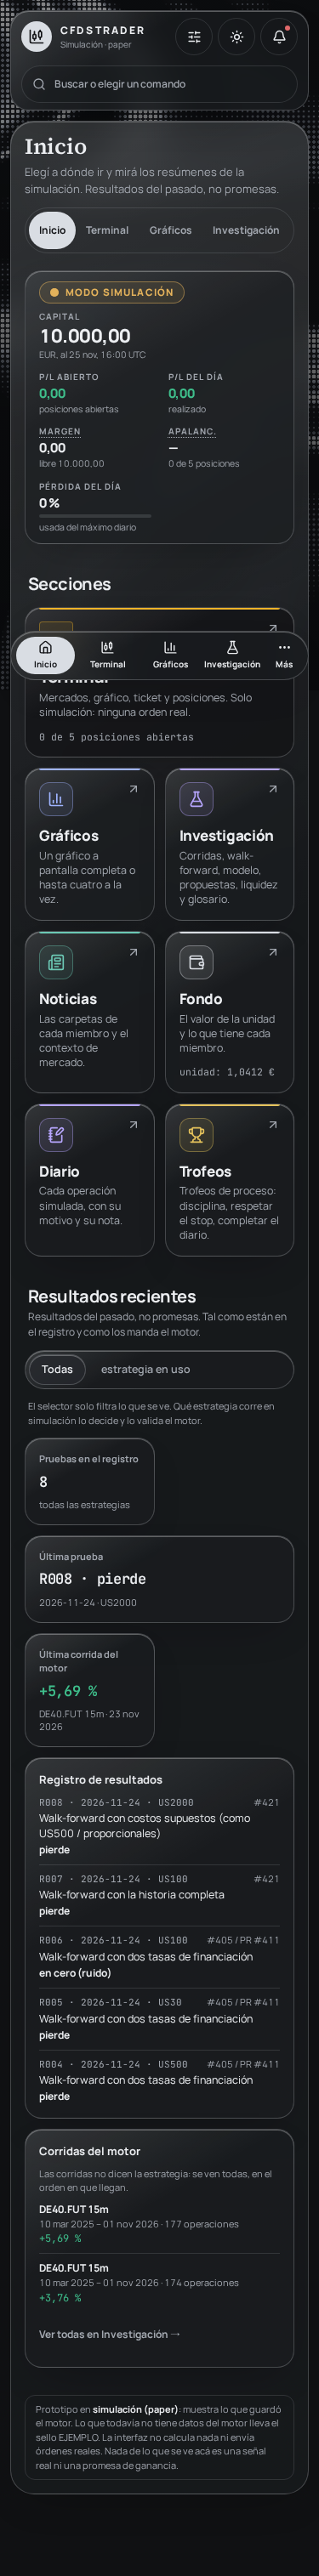 CFDSTRADER
Simulación · paper
Buscar o elegir un comando
Inicio
Elegí a dónde ir y mirá los resúmenes de la
simulación. Resultados del pasado, no promesas.
Inicio Terminal Gráficos Investigación
MODO SIMULACIÓN
CAPITAL
10.000,00
EUR, al 25 nov, 16:00 UTC
P/L ABIERTO P/L DEL DÍA
0,00 0,00
posiciones abiertas realizado
MARGEN APALANC.
0,00 —
libre 10.000,00 0 de 5 posiciones
PÉRDIDA DEL DÍA
0%
usada del máximo diario
Secciones
Inicio Terminal Gráficos Investigación Más
Terminal
Mercados, gráfico, ticket y posiciones. Solo
simulación: ninguna orden real.
0 de 5 posiciones abiertas
Gráficos
Un gráfico a
pantalla completa o
hasta cuatro a la
vez.
Investigación
Corridas, walk-
forward, modelo,
propuestas, liquidez
y glosario.
Noticias
Las carpetas de
cada miembro y el
contexto de
mercado.
Fondo
El valor de la unidad
y lo que tiene cada
miembro.
unidad: 1,0412 €
Diario
Cada operación
simulada, con su
motivo y su nota.
Trofeos
Trofeos de proceso:
disciplina, respetar
el stop, completar el
diario.
Resultados recientes
Resultados del pasado, no promesas. Tal como están en
el registro y como los manda el motor.
Todas estrategia en uso
El selector solo filtra lo que se ve. Qué estrategia corre en
simulación lo decide y lo valida el motor.
Pruebas en el registro
8
todas las estrategias
Última prueba
R008 · pierde
2026-11-24 · US2000
Última corrida del
motor
+5,69 %
DE40.FUT 15m · 23 nov
2026
Registro de resultados
R008 · 2026-11-24 · US2000 #421
Walk-forward con costos supuestos (como
US500 / proporcionales)
pierde
R007 · 2026-11-24 · US100 #421
Walk-forward con la historia completa
pierde
R006 · 2026-11-24 · US100 #405 / PR #411
Walk-forward con dos tasas de financiación
en cero (ruido)
R005 · 2026-11-24 · US30 #405 / PR #411
Walk-forward con dos tasas de financiación
pierde
R004 · 2026-11-24 · US500 #405 / PR #411
Walk-forward con dos tasas de financiación
pierde
Corridas del motor
Las corridas no dicen la estrategia: se ven todas, en el
orden en que llegan.
DE40.FUT 15m
10 mar 2025 – 01 nov 2026 · 177 operaciones
+5,69 %
DE40.FUT 15m
10 mar 2025 – 01 nov 2026 · 174 operaciones
+3,76 %
Ver todas en Investigación →
Prototipo en simulación (paper): muestra lo que guardó
el motor. Lo que todavía no tiene datos del motor lleva el
sello EJEMPLO. La interfaz no calcula nada ni envía
órdenes reales. Nada de lo que se ve acá es una señal
real ni una promesa de ganancia.